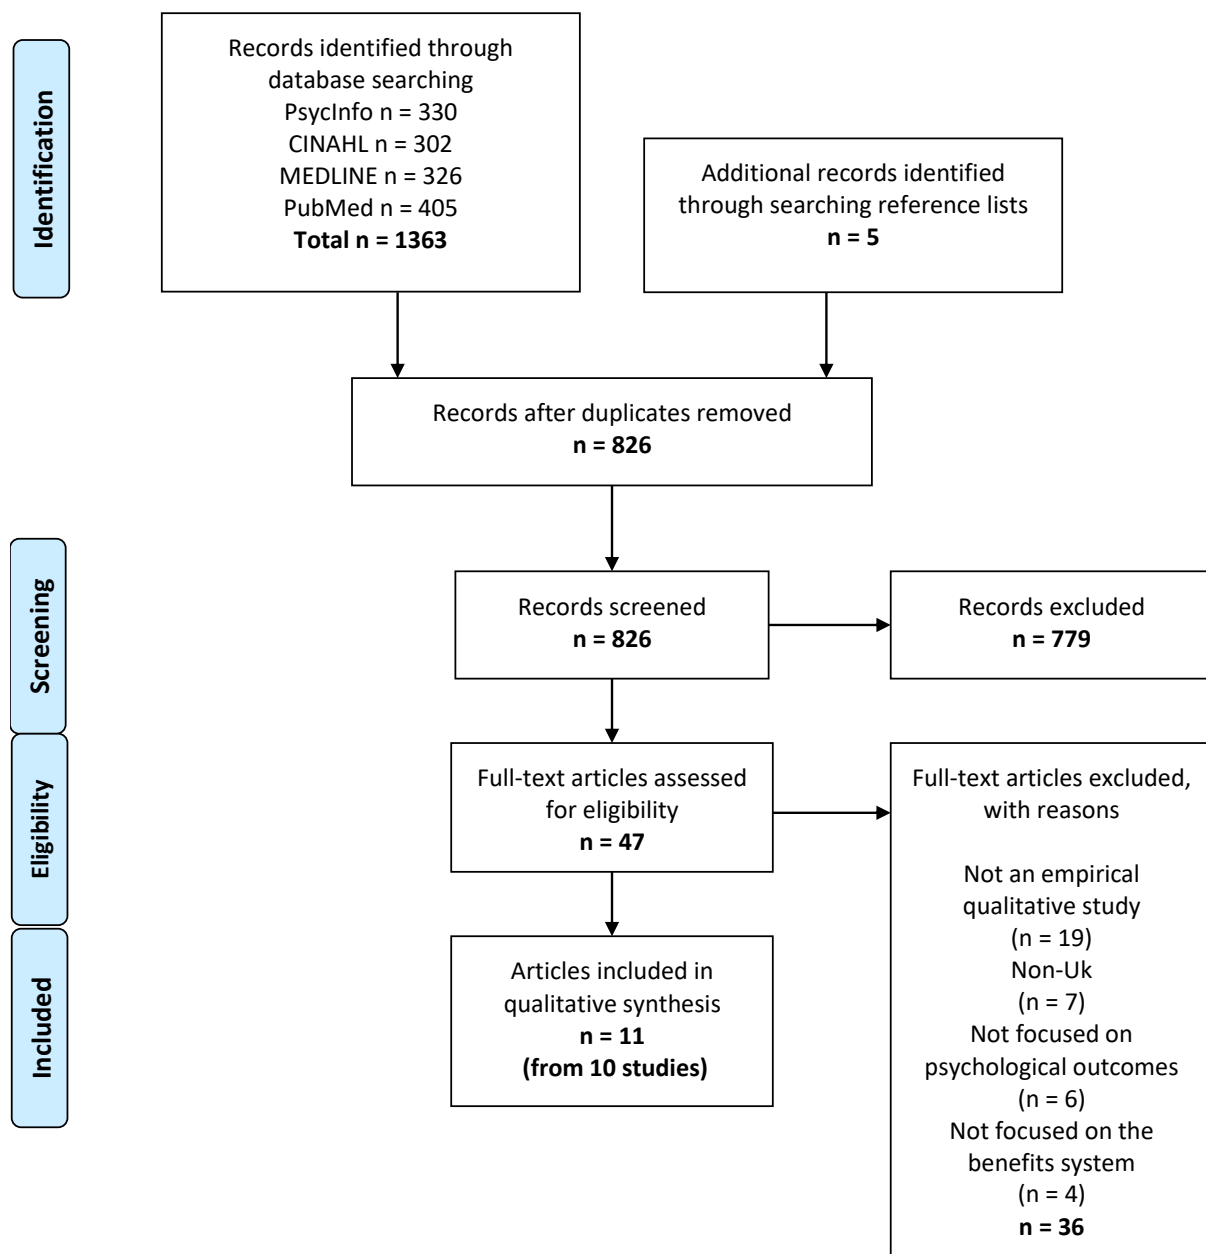 Identification
Records identified through
database searching
PsycInfo n = 330
CINAHL n = 302
MEDLINE n = 326
PubMed n = 405
Total n = 1363
Additional records identified
through searching reference lists
n = 5
Records after duplicates removed
n = 826
Screening
Records screened
n = 826
Records excluded
n = 779
Eligibility
Full-text articles assessed
for eligibility
n = 47
Full-text articles excluded,
with reasons
Not an empirical
qualitative study
(n = 19)
Non-Uk
(n = 7)
Not focused on
psychological outcomes
(n = 6)
Not focused on the
benefits system
(n = 4)
n = 36
Included
Articles included in
qualitative synthesis
n = 11
(from 10 studies)